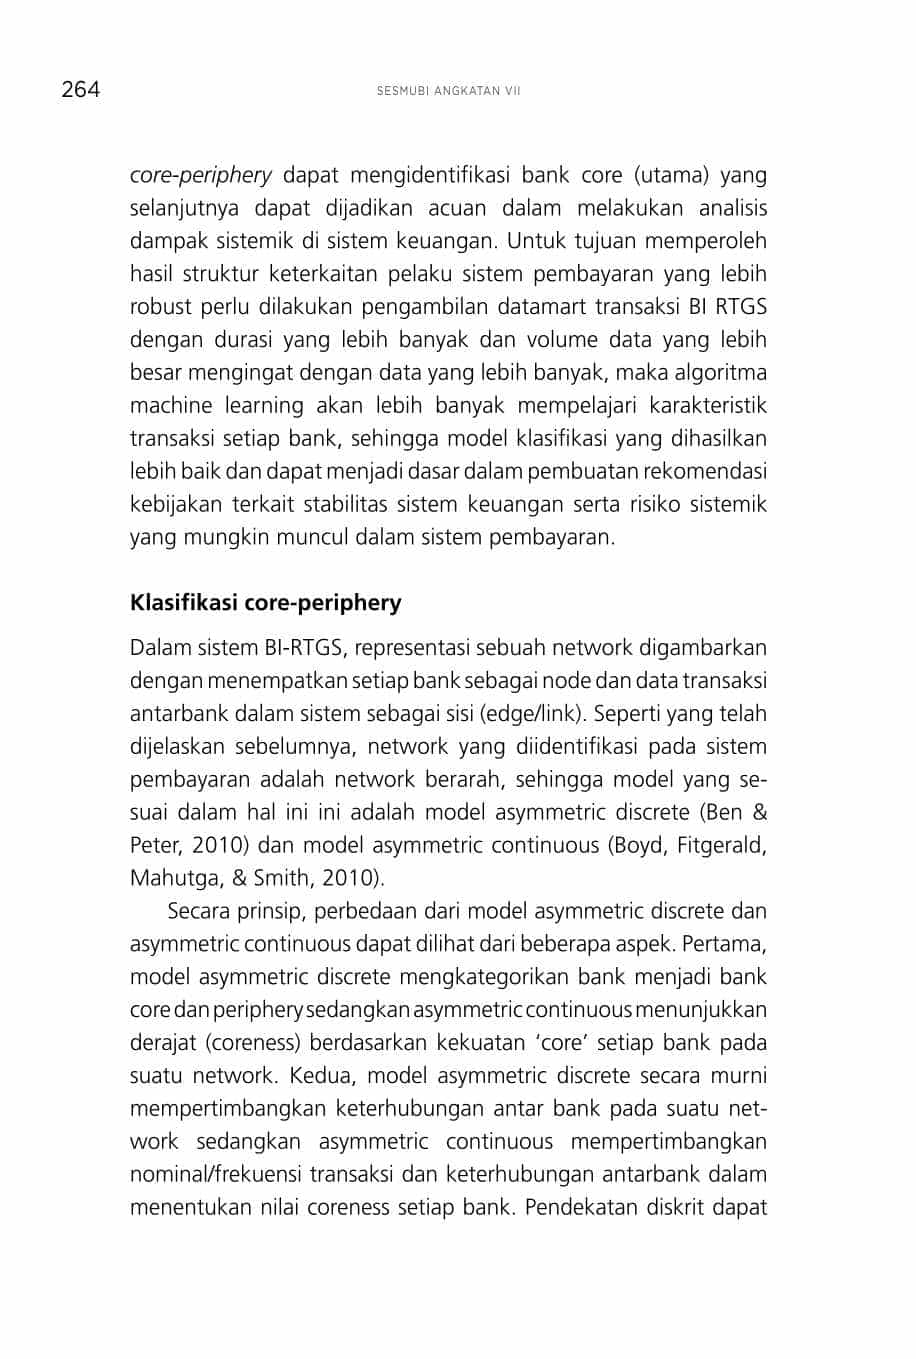 264
SESMUBI ANGKATAN VII
core-periphery dapat mengidentifikasi bank core (utama) yang
selanjutnya dapat dijadikan acuan dalam melakukan analisis
dampak sistemik di sistem keuangan. Untuk tujuan memperoleh
hasil struktur keterkaitan pelaku sistem pembayaran yang lebih
robust perlu dilakukan pengambilan datamart transaksi BI RTGS
dengan durasi yang lebih banyak dan volume data yang lebih
besar mengingat dengan data yang lebih banyak, maka algoritma
machine learning akan lebih banyak mempelajari karakteristik
transaksi setiap bank, sehingga model klasifikasi yang dihasilkan
lebih baik dan dapat menjadi dasar dalam pembuatan rekomendasi
kebijakan terkait stabilitas sistem keuangan serta risiko sistemik
yang mungkin muncul dalam sistem pembayaran.
Klasifikasi core-periphery
Dalam sistem BI-RTGS, representasi sebuah network digambarkan
dengan menempatkan setiap bank sebagai node dan data transaksi
antarbank dalam sistem sebagai sisi (edge/link). Seperti yang telah
dijelaskan sebelumnya, network yang diidentifikasi pada sistem
pembayaran adalah network berarah, sehingga model yang se-
suai dalam hal ini ini adalah model asymmetric discrete (Ben &
Peter, 2010) dan model asymmetric continuous (Boyd, Fitgerald,
Mahutga, & Smith, 2010).
Secara prinsip, perbedaan dari model asymmetric discrete dan
asymmetric continuous dapat dilihat dari beberapa aspek. Pertama,
model asymmetric discrete mengkategorikan bank menjadi bank
core dan periphery sedangkan asymmetric continuous menunjukkan
derajat (coreness) berdasarkan kekuatan ‘core’ setiap bank pada
suatu network. Kedua, model asymmetric discrete secara murni
mempertimbangkan keterhubungan antar bank pada suatu net-
work sedangkan asymmetric continuous mempertimbangkan
nominal/frekuensi transaksi dan keterhubungan antarbank dalam
menentukan nilai coreness setiap bank. Pendekatan diskrit dapat